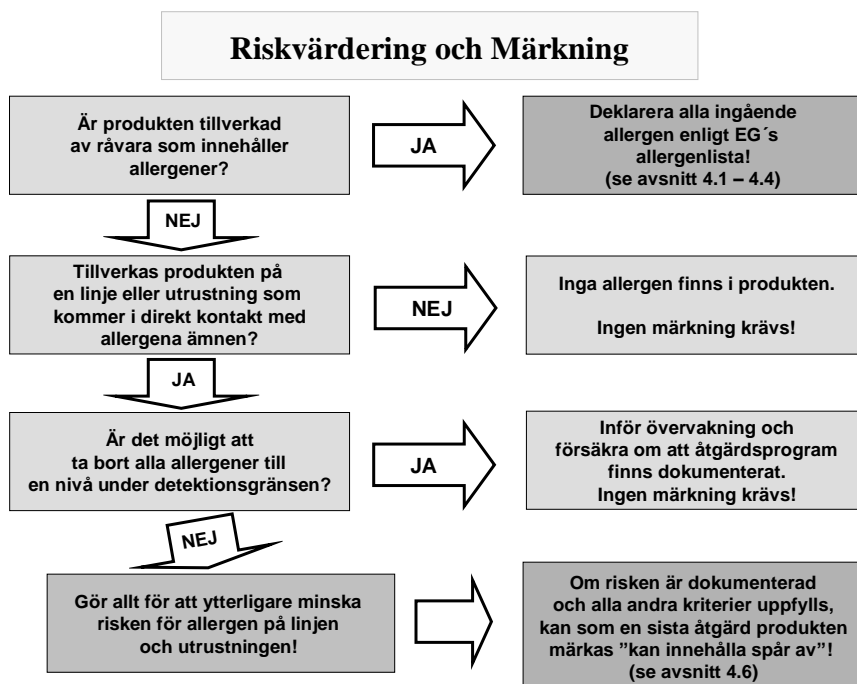 Riskvärdering och Märkning
Är produkten tillverkad
av råvara som innehåller
allergener?
JA
Deklarera alla ingående
allergen enligt EG´s
allergenlista!
(se avsnitt 4.1 – 4.4)
NEJ
Tillverkas produkten på
en linje eller utrustning som
kommer i direkt kontakt med
allergena ämnen?
NEJ
Inga allergen finns i produkten.
Ingen märkning krävs!
JA
Är det möjligt att
ta bort alla allergener till
en nivå under detektionsgränsen?
JA
Inför övervakning och
försäkra om att åtgärdsprogram
finns dokumenterat.
Ingen märkning krävs!
NEJ
Gör allt för att ytterligare minska
risken för allergen på linjen
och utrustningen!
Om risken är dokumenterad
och alla andra kriterier uppfylls,
kan som en sista åtgärd produkten
märkas ”kan innehålla spår av”!
(se avsnitt 4.6)